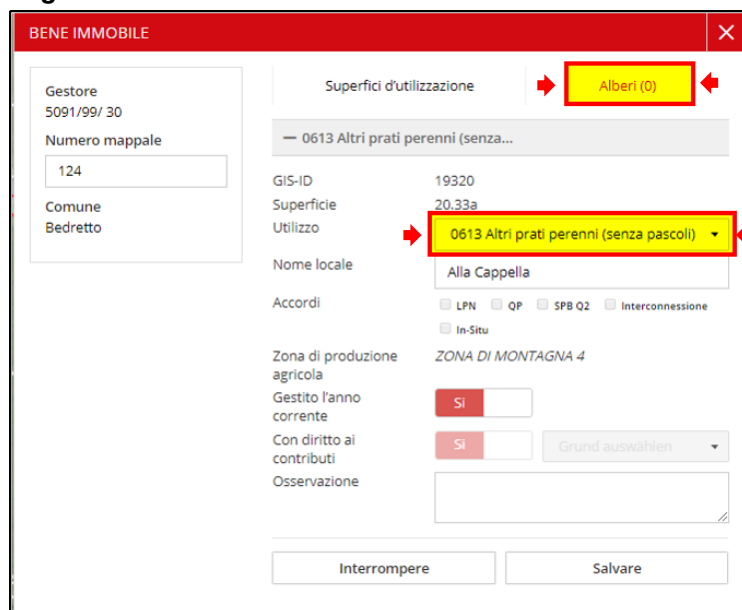 BENE IMMOBILE
Gestore
5091/99/ 30
Numero mappale
124
Comune
Bedretto
Superfici d'utilizzazione
Alberi (0)
0613 Altri prati perenni (senza...
GIS-ID 19320
Superficie 20.33a
Utilizzo 0613 Altri prati perenni (senza pascoli)
Nome locale Alla Cappella
Accordi LPN QP SPB Q2 Interconnessione
In-Situ
Zona di produzione ZONA DI MONTAGNA 4
agricola
Gestito l'anno Si
corrente
Con diritto ai Si Grund auswählen
contributi
Osservazione
Interrompere Salvare